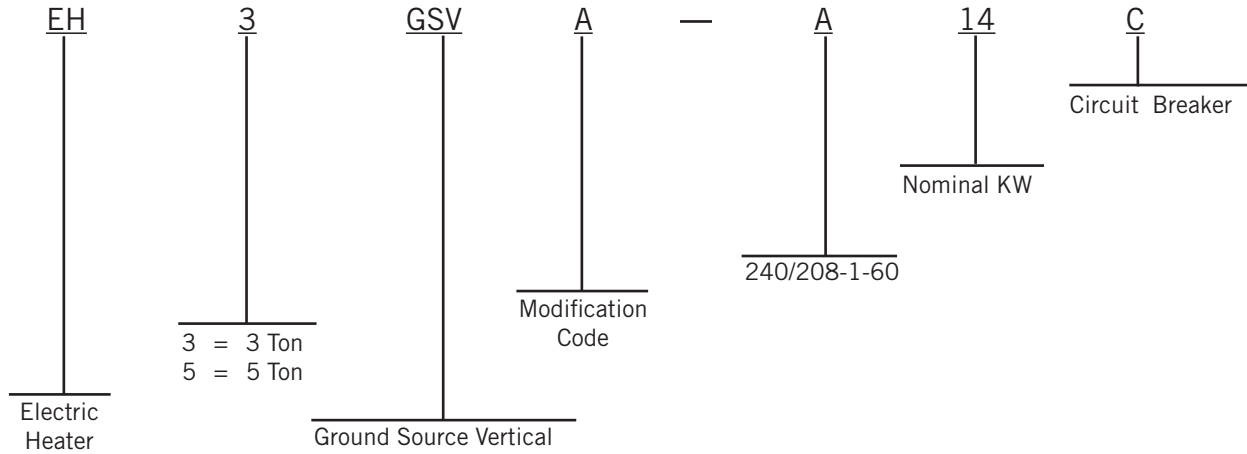 EH 3 GSV A — A 14 C
Circuit Breaker
Nominal KW
240/208-1-60
Modification
Code
3 = 3 Ton
5 = 5 Ton
Electric
Heater
Ground Source Vertical